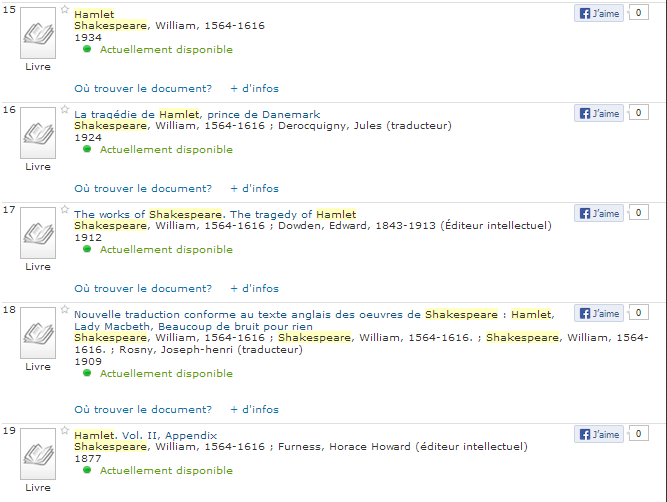 15 Hamlet J'aime 0
Shakespeare, William, 1564-1616
1934
Actuellement disponible
Livre
Où trouver le document? + d'infos
16 La tragédie de Hamlet, prince de Danemark J'aime 0
Shakespeare, William, 1564-1616 ; Derocquigny, Jules (traducteur)
1924
Actuellement disponible
Livre
Où trouver le document? + d'infos
17 The works of Shakespeare. The tragedy of Hamlet J'aime 0
Shakespeare, William, 1564-1616 ; Dowden, Edward, 1843-1913 (Éditeur intellectuel)
1912
Actuellement disponible
Livre
Où trouver le document? + d'infos
18 Nouvelle traduction conforme au texte anglais des oeuvres de Shakespeare : Hamlet, J'aime 0
Lady Macbeth, Beaucoup de bruit pour rien
Shakespeare, William, 1564-1616 ; Shakespeare, William, 1564-1616. ; Shakespeare, William, 1564-
1616. ; Rosny, Joseph-henri (traducteur)
1909
Livre
Actuellement disponible
Où trouver le document? + d'infos
19 Hamlet. Vol. II, Appendix J'aime 0
Shakespeare, William, 1564-1616 ; Furness, Horace Howard (éditeur intellectuel)
1877
Actuellement disponible
Livre